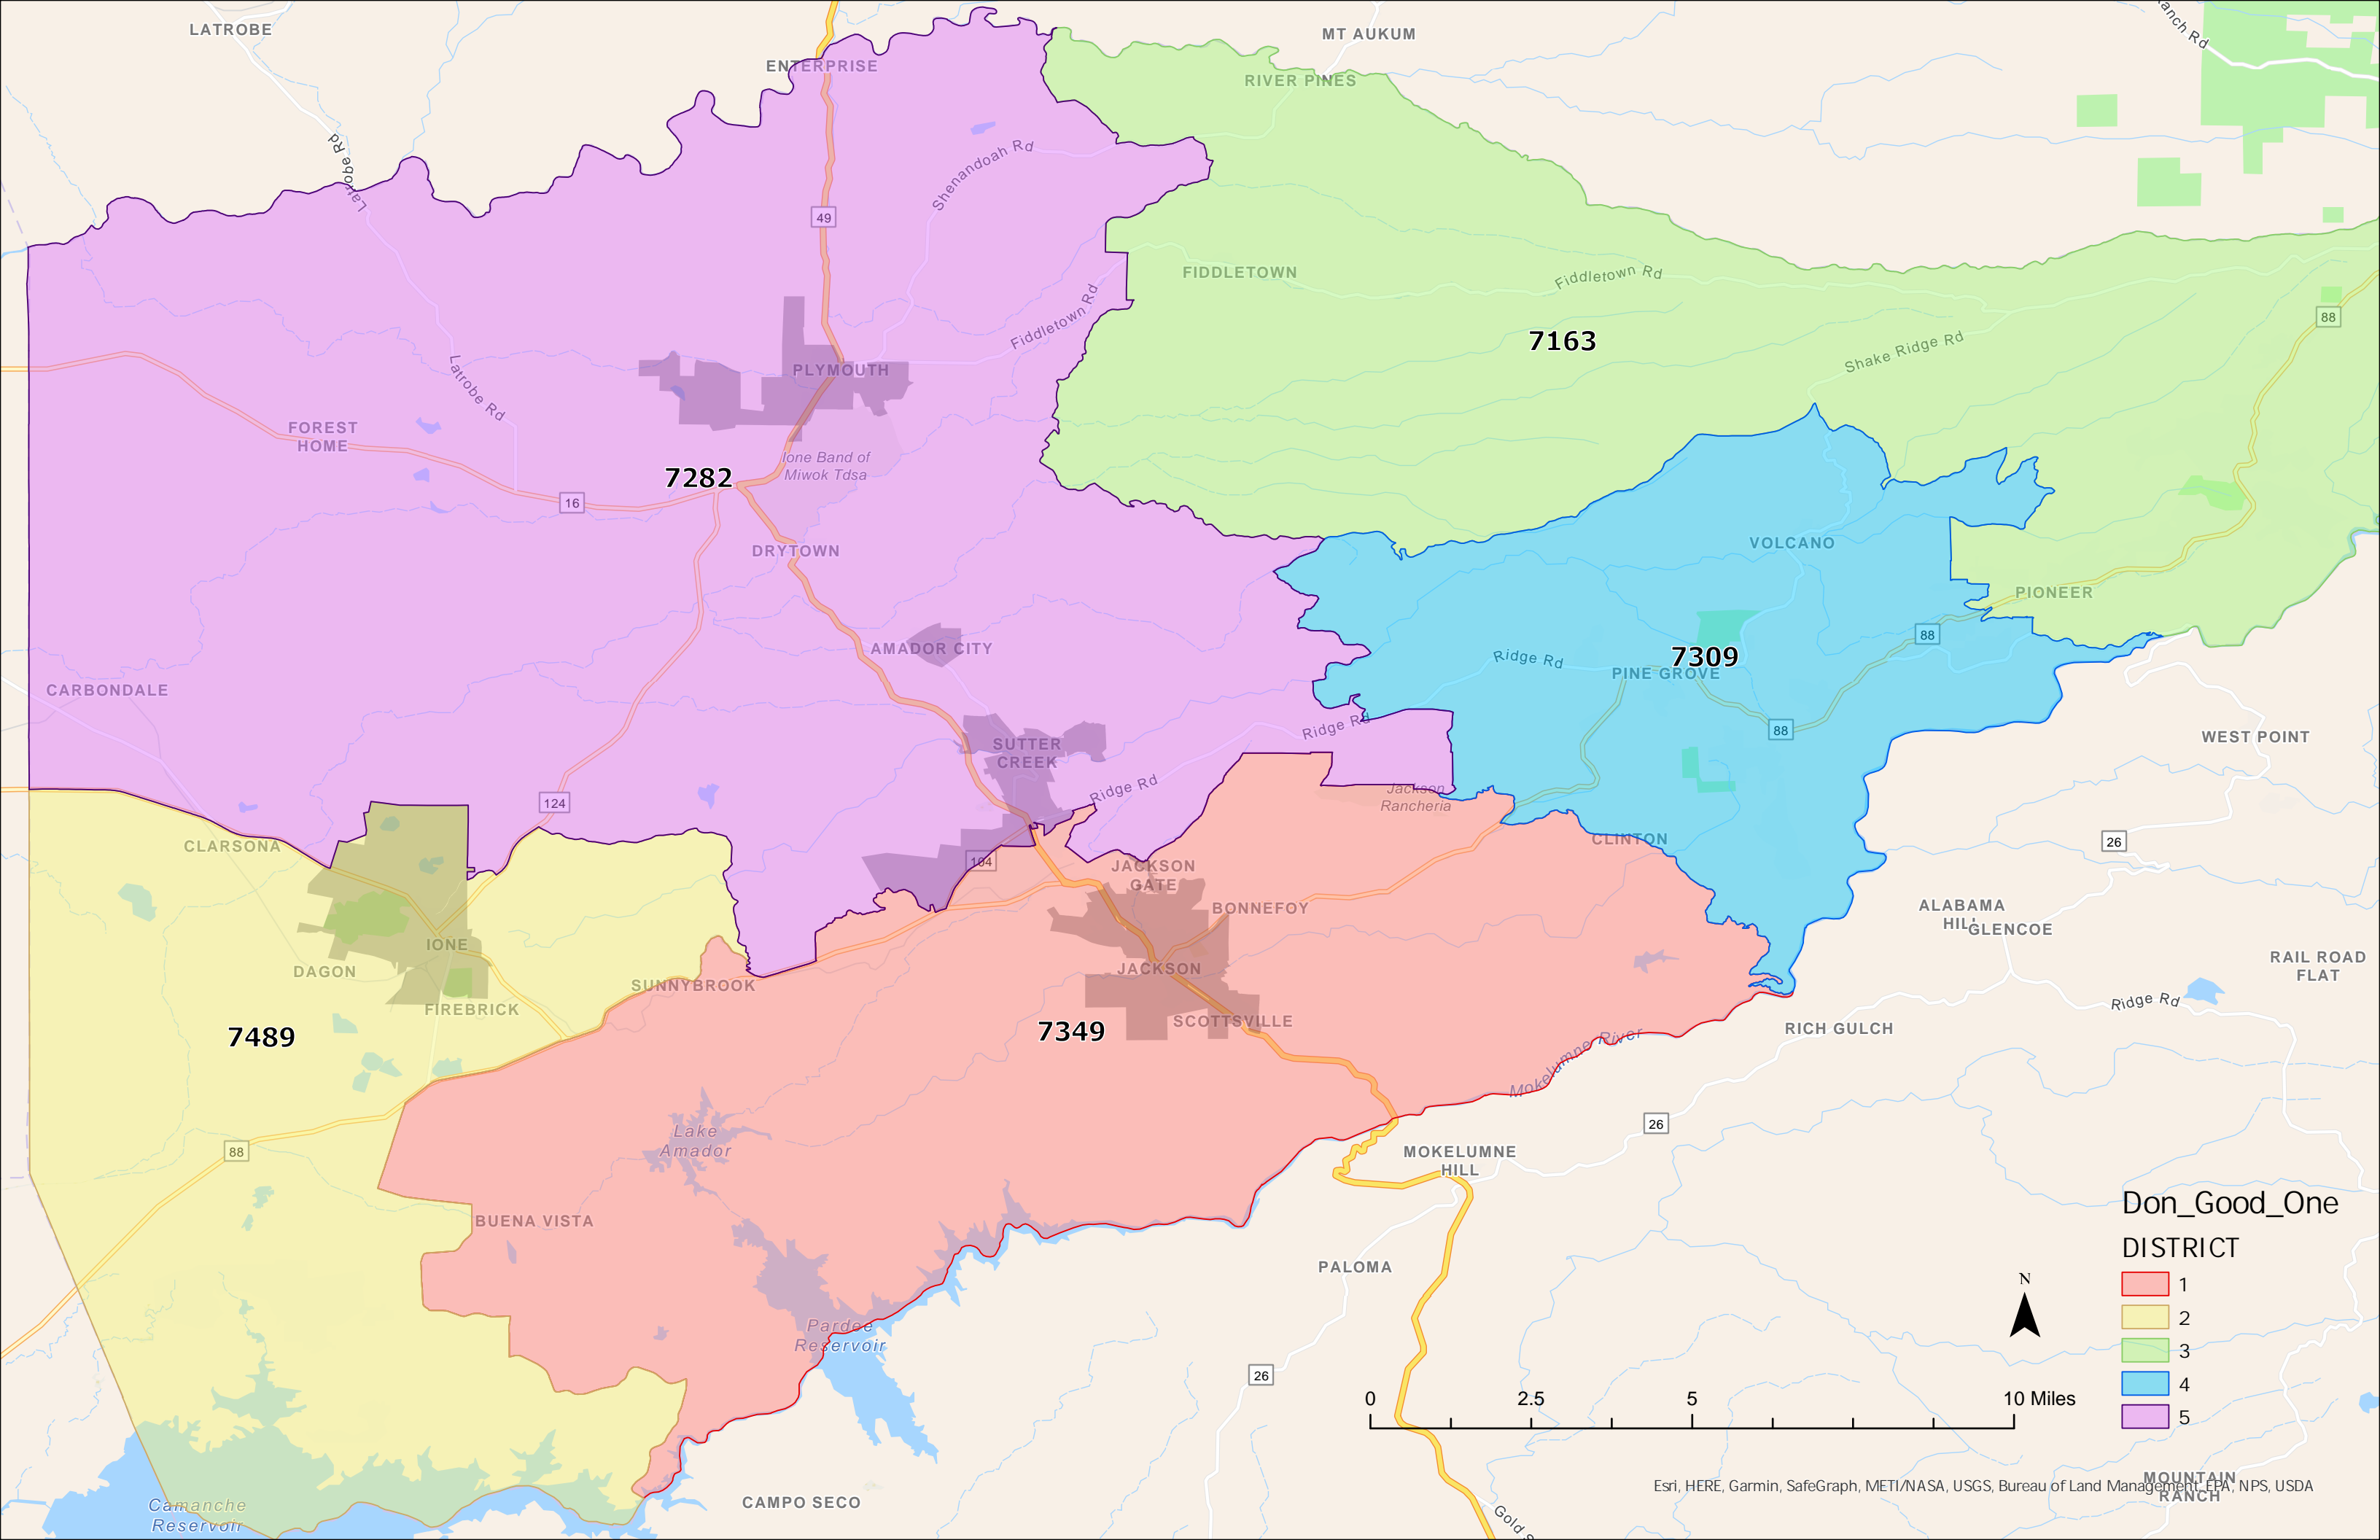 LATROBE
MT AUKUM
Ranch Rd
ENTERPRISE
RIVER PINES
Latrobe Rd
Latrobe Rd
Shenandoah Rd
49
FIDDLETOWN
Fiddletown Rd
Fiddletown Rd
88
7163
Shake Ridge Rd
PLYMOUTH
Latrobe Rd
FOREST
HOME
Ione Band of
Miwok Tdsa
7282
16
DRYTOWN
VOLCANO
PIONEER
AMADOR CITY
88
Ridge Rd
7309
PINE GROVE
CARBONDALE
Ridge Rd
88
WEST POINT
SUTTER
CREEK
Ridge Rd
Jackson
Rancheria
124
CLARSONA
CLINTON
26
104
JACKSON
GATE
BONNEFOY
ALABAMA
HILL
GLENCOE
IONE
DAGON
SUNNYBROOK
JACKSON
RAIL ROAD
FLAT
FIREBRICK
SCOTTSVILLE
Ridge Rd
7489
7349
RICH GULCH
Mokelumne River
Lake
Amador
88
26
MOKELUMNE
HILL
BUENA VISTA
PALOMA
Pardee
Reservoir
26
Don_Good_One
DISTRICT
1
2
3
4
5
N
0 2.5 5 10 Miles
Esri, HERE, Garmin, SafeGraph, METI/NASA, USGS, Bureau of Land Management, EPA, NPS, USDA
MOUNTAIN
RANCH
CAMPO SECO
Camanche
Reservoir
Gold S